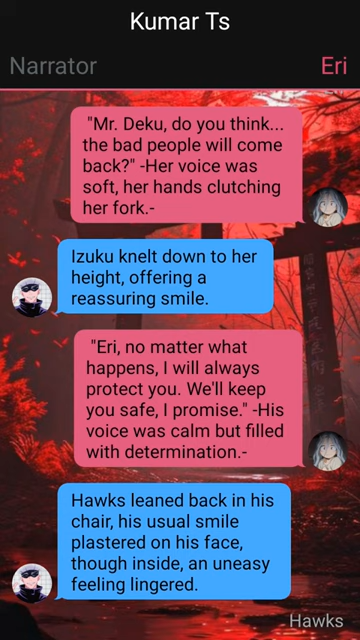 Kumar Ts
Narrator
Eri
"Mr. Deku, do you think...
the bad people will come
back?" -Her voice was
soft, her hands clutching
her fork.-
Izuku knelt down to her
height, offering a
reassuring smile.
"Eri, no matter what
happens, I will always
protect you. We'll keep
you safe, I promise." -His
voice was calm but filled
with determination.-
Hawks leaned back in his
chair, his usual smile
plastered on his face,
though inside, an uneasy
feeling lingered.
Hawks